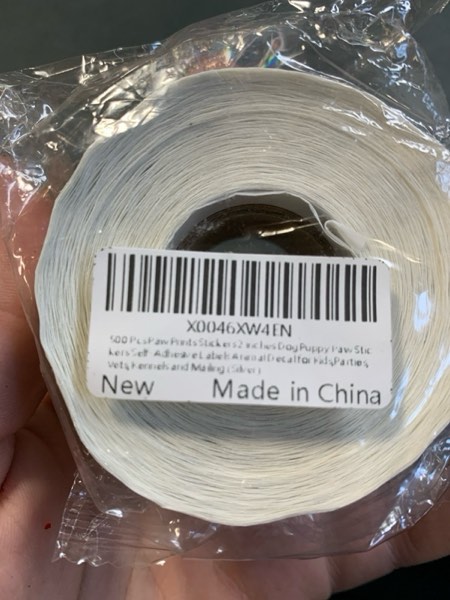 X0046XW4EN
500 Pcs Paw Prints Stickers 2 inches Dog Puppy Paw Stic
kers Self- Adhesive Labels Animal Decal for Kids,Parties,
Vets, Kennels and Mailing (Silver)
New Made in China